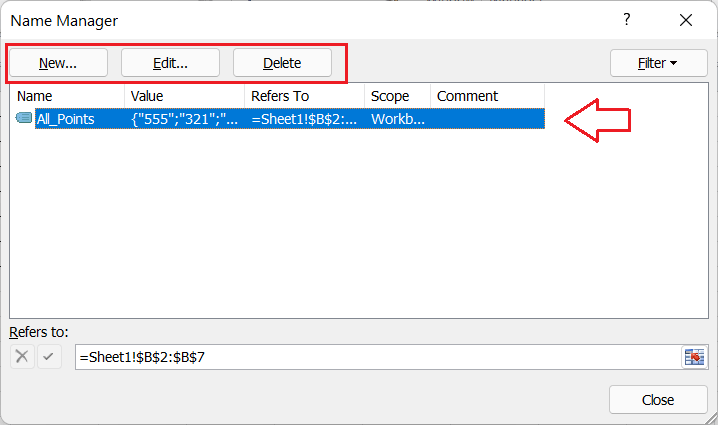 Name Manager ?
New... Edit... Delete Filter
Name Value Refers To Scope Comment
All_Points {"555";"321";"... =Sheet1!$B$2:... Workb...
Refers to:
=Sheet1!$B$2:$B$7
Close